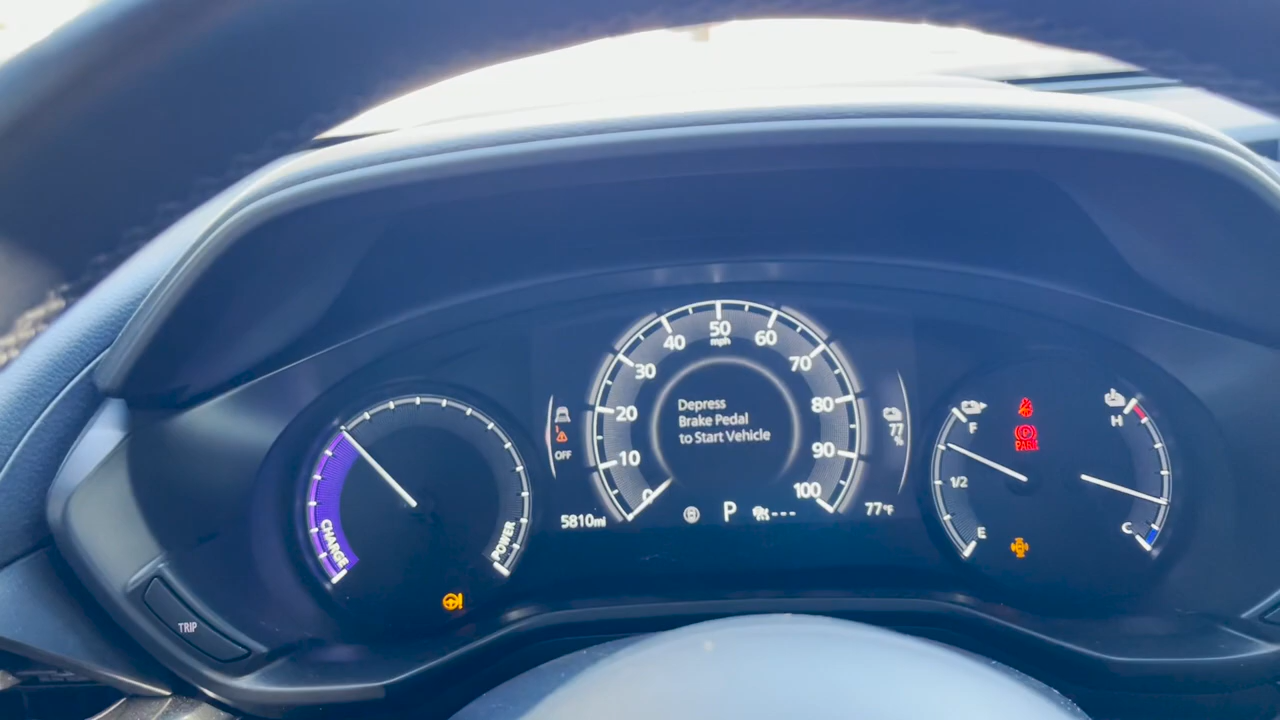 50
mph
40
60
30
70
20
80
10
90
0
100
Depress
Brake Pedal
to Start Vehicle
OFF
77
%
5810mi
P
---
77°F
CHARGE
POWER
F
1/2
E
PARK
H
C
TRIP